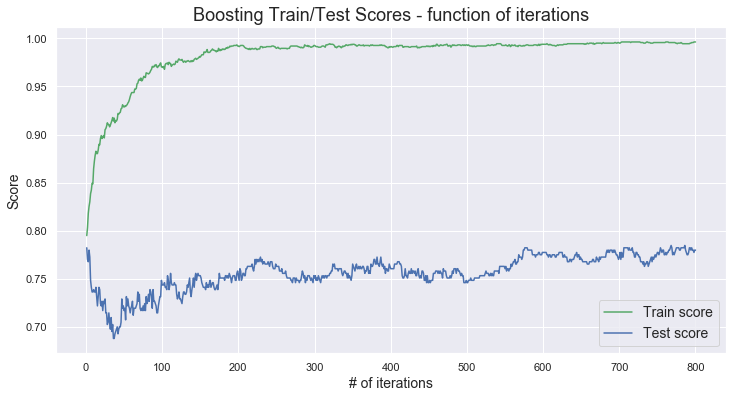 Boosting Train/Test Scores - function of iterations
1.00
0.95
0.90
0.85
0.80
0.75
0.70
Score
0 100 200 300 400 500 600 700 800
# of iterations
Train score
Test score